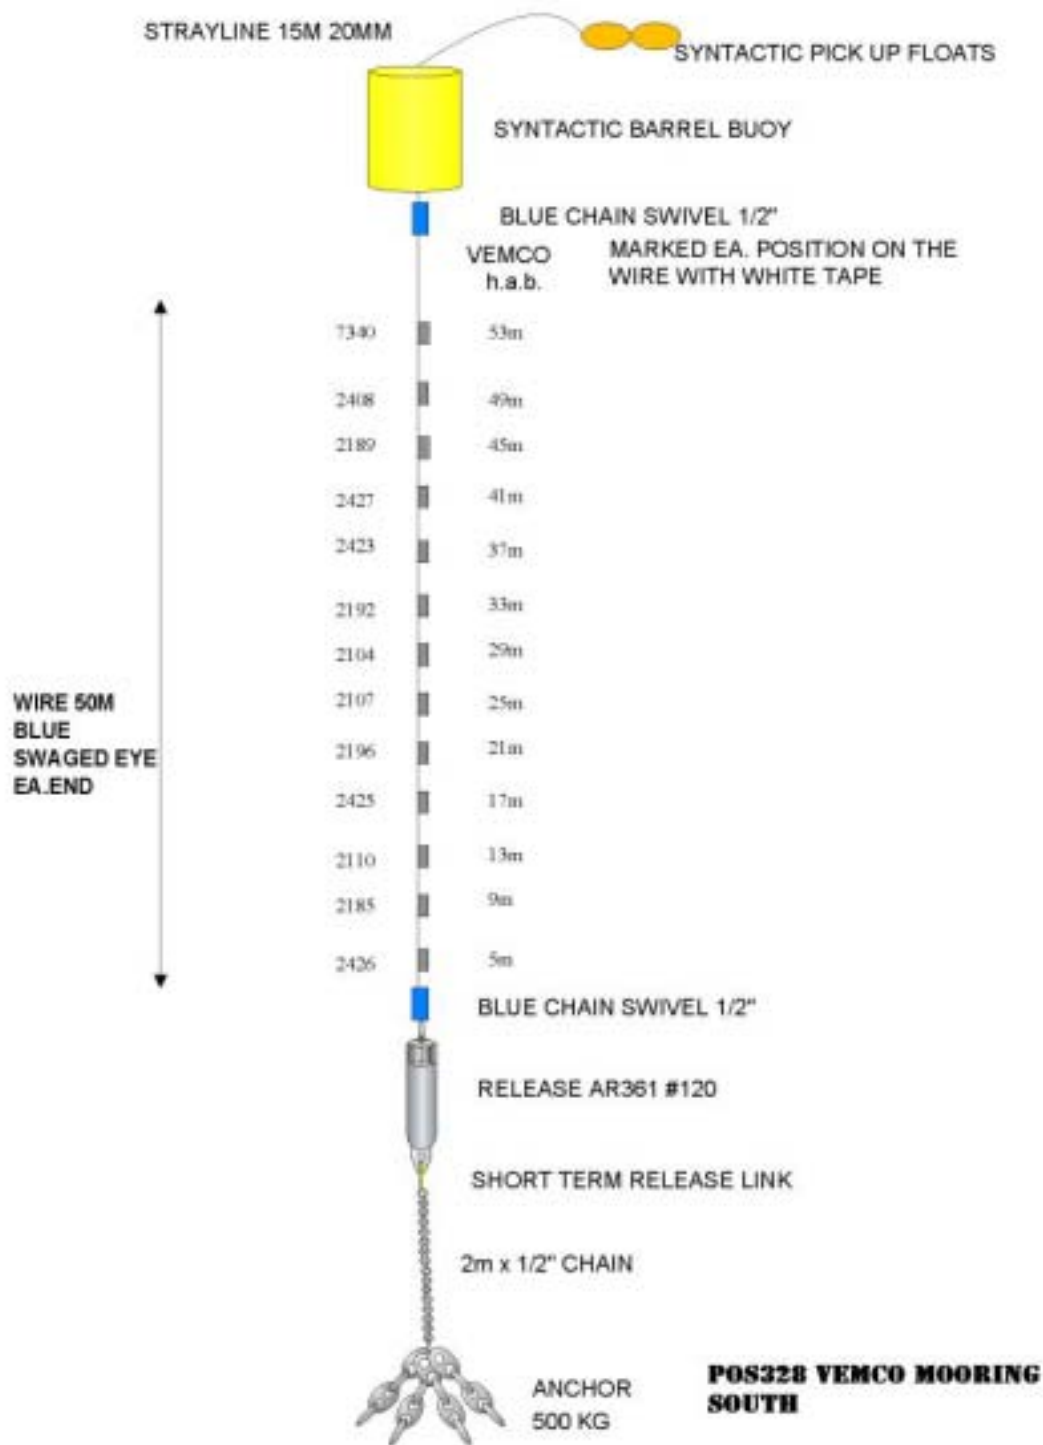 STRAYLINE 15M 20MM
SYNTACTIC PICK UP FLOATS
SYNTACTIC BARREL BUOY
BLUE CHAIN SWIVEL 1/2"
VEMCO
h.a.b.
MARKED EA. POSITION ON THE
WIRE WITH WHITE TAPE
7340 53m
2408 49m
2189 45m
2427 41m
2423 37m
2192 33m
2104 29m
2107 25m
2196 21m
2425 17m
2110 13m
2185 9m
2426 5m
WIRE 50M
BLUE
SWAGED EYE
EA.END
BLUE CHAIN SWIVEL 1/2"
RELEASE AR361 #120
SHORT TERM RELEASE LINK
2m x 1/2" CHAIN
ANCHOR
500 KG
POS328 VEMCO MOORING
SOUTH